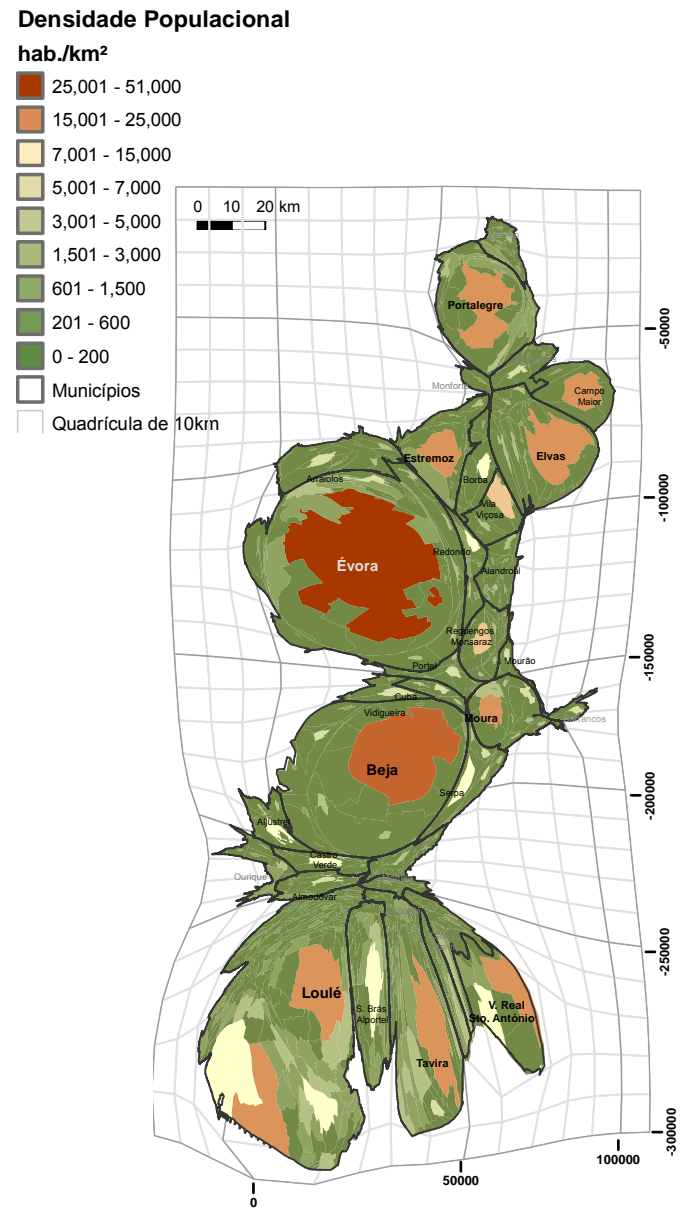 Densidade Populacional
hab./km²
25,001 - 51,000
15,001 - 25,000
7,001 - 15,000
5,001 - 7,000
3,001 - 5,000
1,501 - 3,000
601 - 1,500
201 - 600
0 - 200
Municípios
Quadrícula de 10km
0 10 20 km
Portalegre
Monforte
Campo
Maior
Estremoz
Elvas
Borba
Arraiolos
Vila
Viçosa
Évora
Redondo
Alandroal
Reguengos
Monsaraz
Portel
Mourão
Cuba
Vidigueira
Moura
Barrancos
Beja
Serpa
Aljustrel
Castro
Verde
Ourique
Almodôvar
Loulé
S. Brás
Alportel
V. Real
Sto. António
Tavira
-50000
-100000
-150000
-200000
-250000
-300000
0
50000
100000